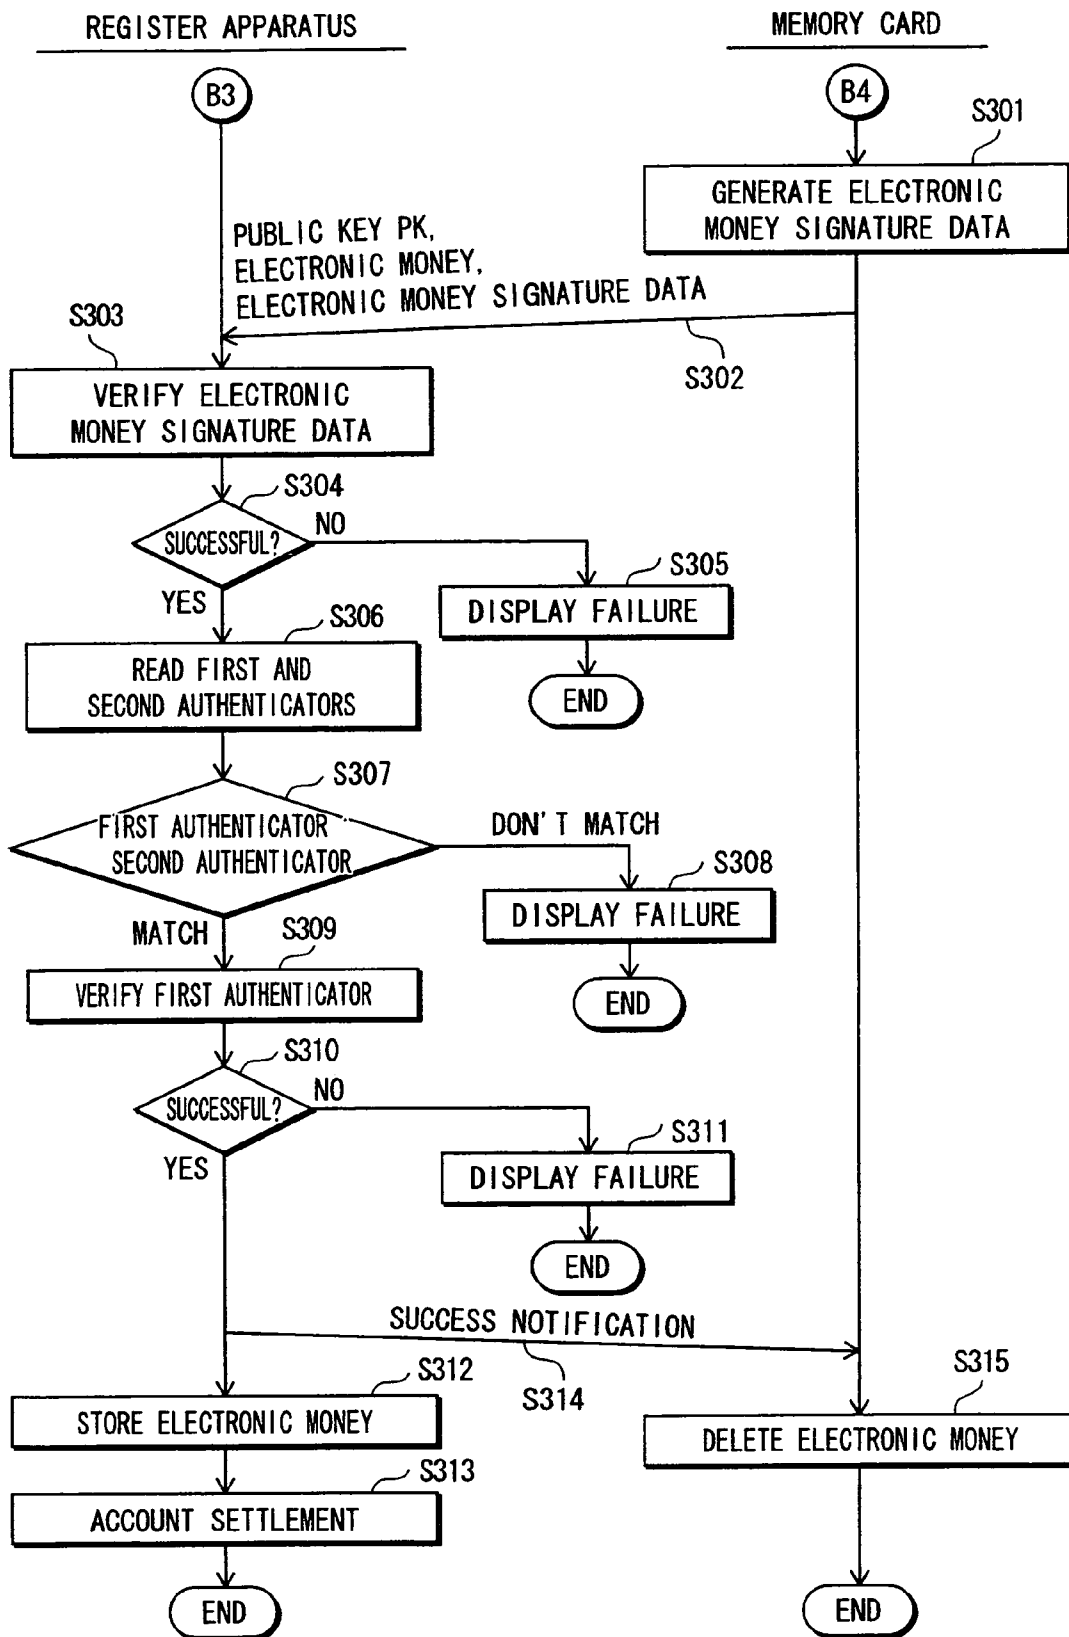 REGISTER APPARATUS
MEMORY CARD
B3
B4
S301
GENERATE ELECTRONIC
MONEY SIGNATURE DATA
PUBLIC KEY PK,
ELECTRONIC MONEY,
ELECTRONIC MONEY SIGNATURE DATA
S302
S303
VERIFY ELECTRONIC
MONEY SIGNATURE DATA
S304
SUCCESSFUL?
NO
YES
S305
DISPLAY FAILURE
END
S306
READ FIRST AND
SECOND AUTHENTICATORS
S307
FIRST AUTHENTICATOR
SECOND AUTHENTICATOR
DON'T MATCH
MATCH
S308
DISPLAY FAILURE
END
S309
VERIFY FIRST AUTHENTICATOR
S310
SUCCESSFUL?
NO
YES
S311
DISPLAY FAILURE
END
SUCCESS NOTIFICATION
S314
S312
STORE ELECTRONIC MONEY
S315
DELETE ELECTRONIC MONEY
S313
ACCOUNT SETTLEMENT
END
END